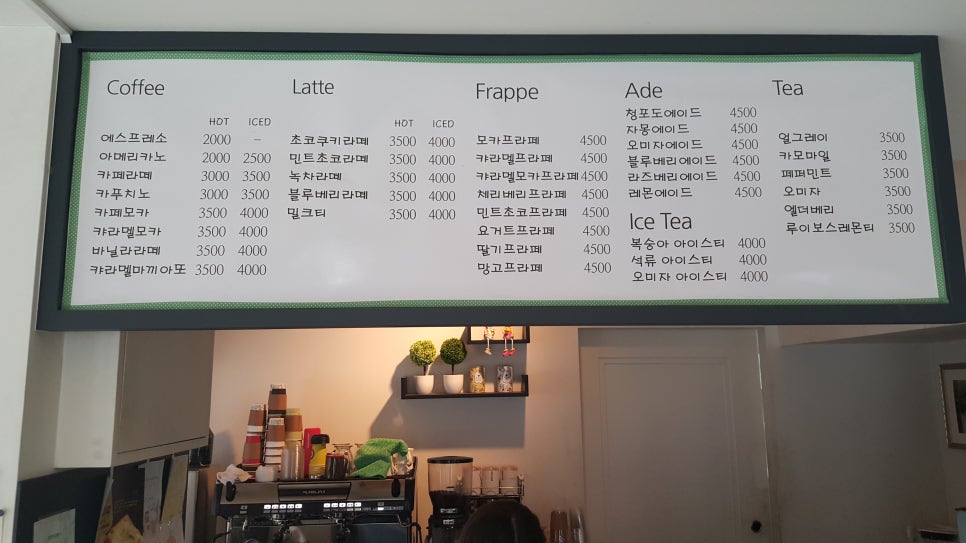 Coffee
HOT ICED
에스프레소 2000 –
아메리카노 2000 2500
카페라떼 3000 3500
카푸치노 3000 3500
카페모카 3500 4000
캬라멜모카 3500 4000
바닐라라떼 3500 4000
캬라멜마끼아또 3500 4000
Latte
HOT ICED
초코쿠키라떼 3500 4000
민트초코라떼 3500 4000
녹차라떼 3500 4000
블루베리라떼 3500 4000
밀크티 3500 4000
Frappe
모카프라페 4500
캬라멜프라페 4500
캬라멜모카프라페 4500
체리베리프라페 4500
민트초코프라페 4500
요거트프라페 4500
딸기프라페 4500
망고프라페 4500
Ade
청포도에이드 4500
자몽에이드 4500
오미자에이드 4500
블루베리에이드 4500
라즈베리에이드 4500
레몬에이드 4500
Ice Tea
복숭아 아이스티 4000
석류 아이스티 4000
오미자 아이스티 4000
Tea
얼그레이 3500
카모마일 3500
페퍼민트 3500
오미자 3500
엘더베리 3500
루이보스레몬티 3500